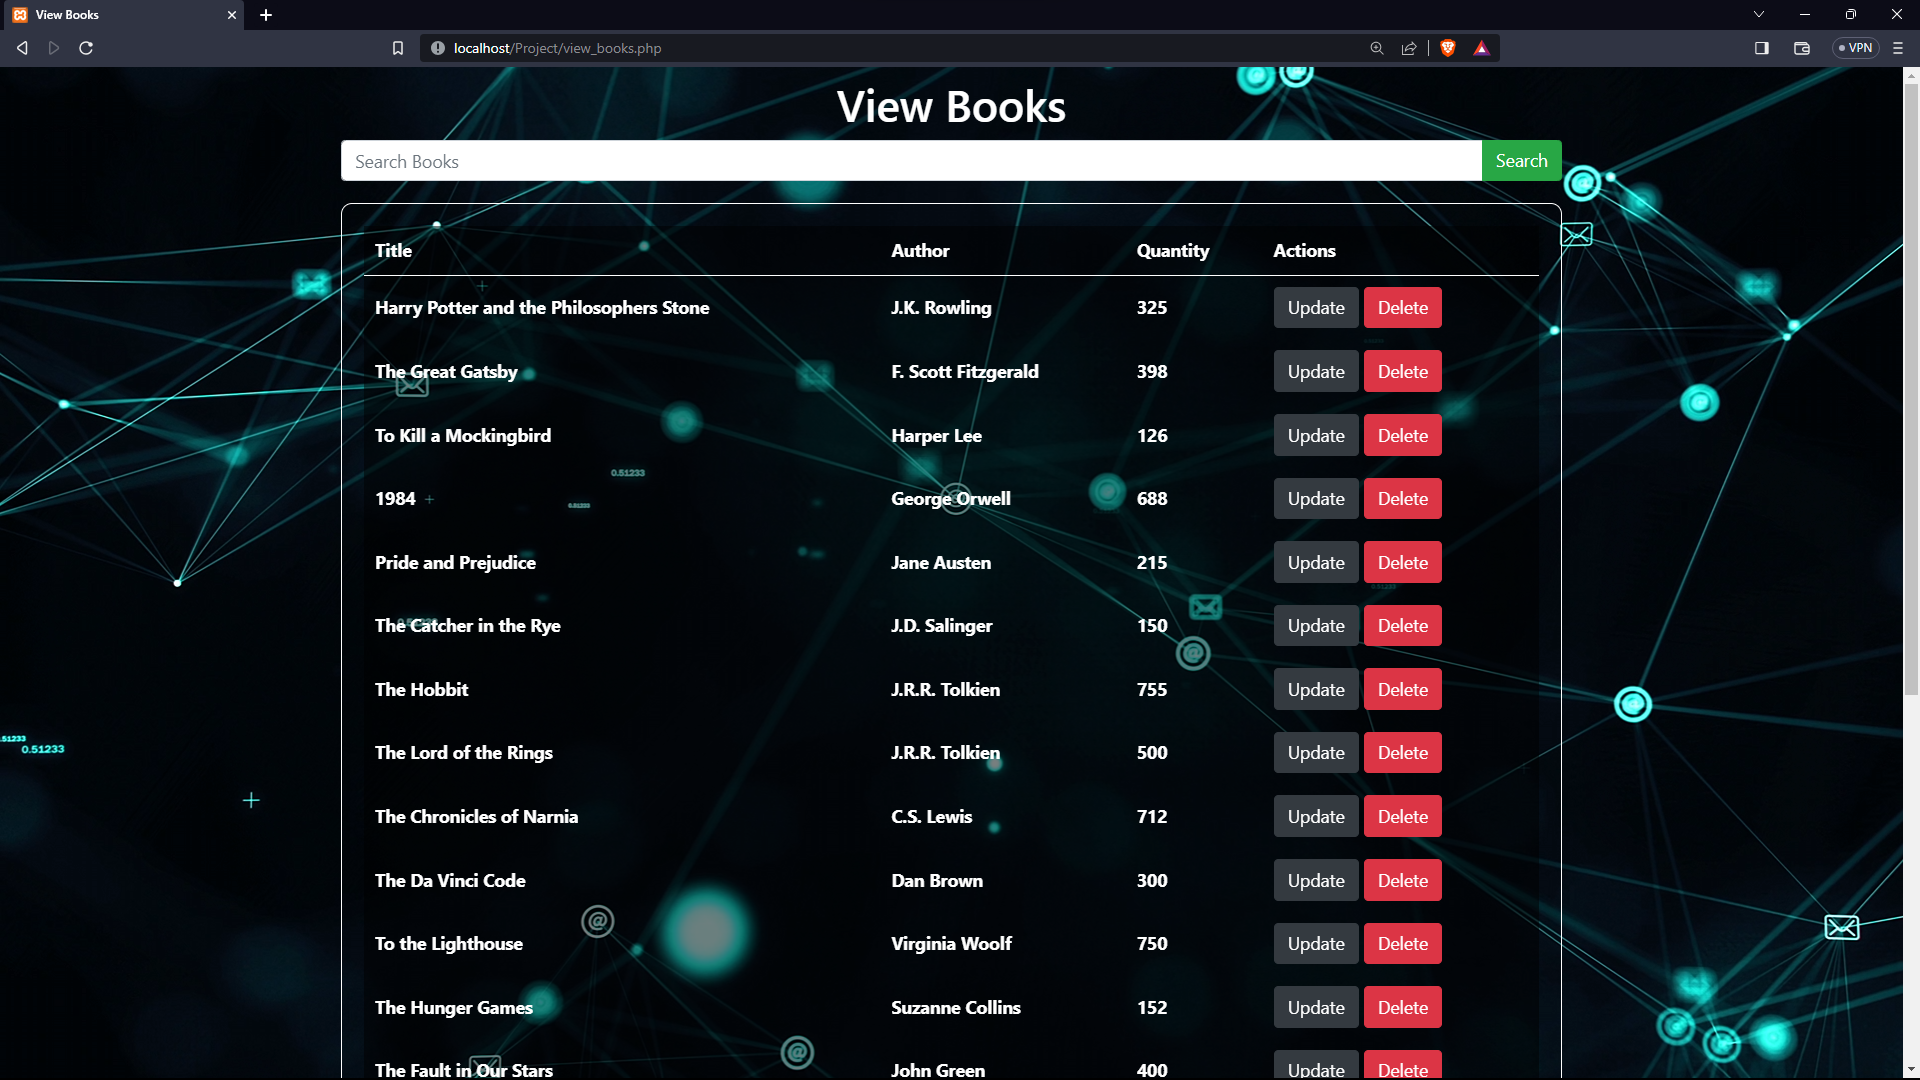 View Books
localhost/Project/view_books.php
VPN
View Books
Search Books Search
Title Author Quantity Actions
Harry Potter and the Philosophers Stone J.K. Rowling 325 Update Delete
The Great Gatsby F. Scott Fitzgerald 398 Update Delete
To Kill a Mockingbird Harper Lee 126 Update Delete
0.51233
1984 George Orwell 688 Update Delete
0.51233
Pride and Prejudice Jane Austen 215 Update Delete
The Catcher in the Rye J.D. Salinger 150 Update Delete
The Hobbit J.R.R. Tolkien 755 Update Delete
.51233
0.51233
The Lord of the Rings J.R.R. Tolkien 500 Update Delete
The Chronicles of Narnia C.S. Lewis 712 Update Delete
The Da Vinci Code Dan Brown 300 Update Delete
To the Lighthouse Virginia Woolf 750 Update Delete
The Hunger Games Suzanne Collins 152 Update Delete
The Fault in Our Stars John Green 400 Update Delete